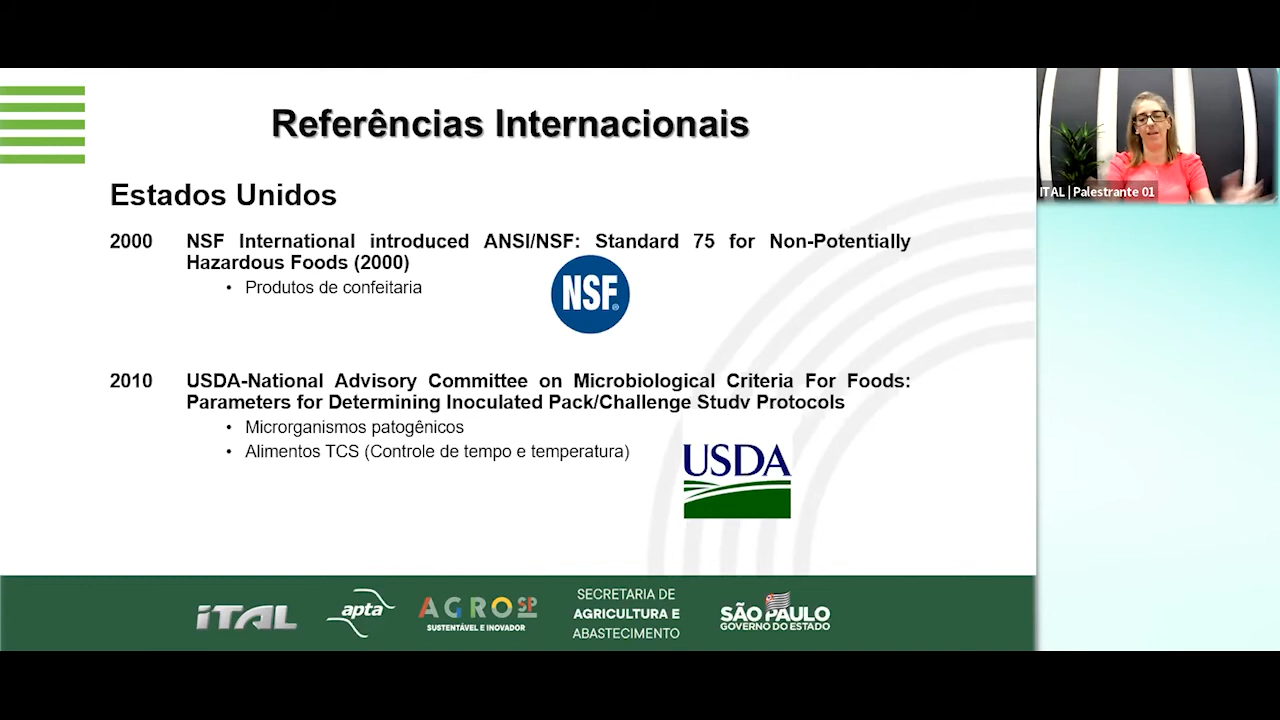 Referências Internacionais
Estados Unidos
2000 NSF International introduced ANSI/NSF: Standard 75 for Non-Potentially
Hazardous Foods (2000)
• Produtos de confeitaria
NSF®
2010 USDA-National Advisory Committee on Microbiological Criteria For Foods:
Parameters for Determining Inoculated Pack/Challenge Study Protocols
• Microrganismos patogênicos
• Alimentos TCS (Controle de tempo e temperatura)
USDA
ITAL | Palestrante 01
iTAL
apta
AGRO SP
SUSTENTÁVEL E INOVADOR
SECRETARIA DE
AGRICULTURA E
ABASTECIMENTO
SÃO PAULO
GOVERNO DO ESTADO